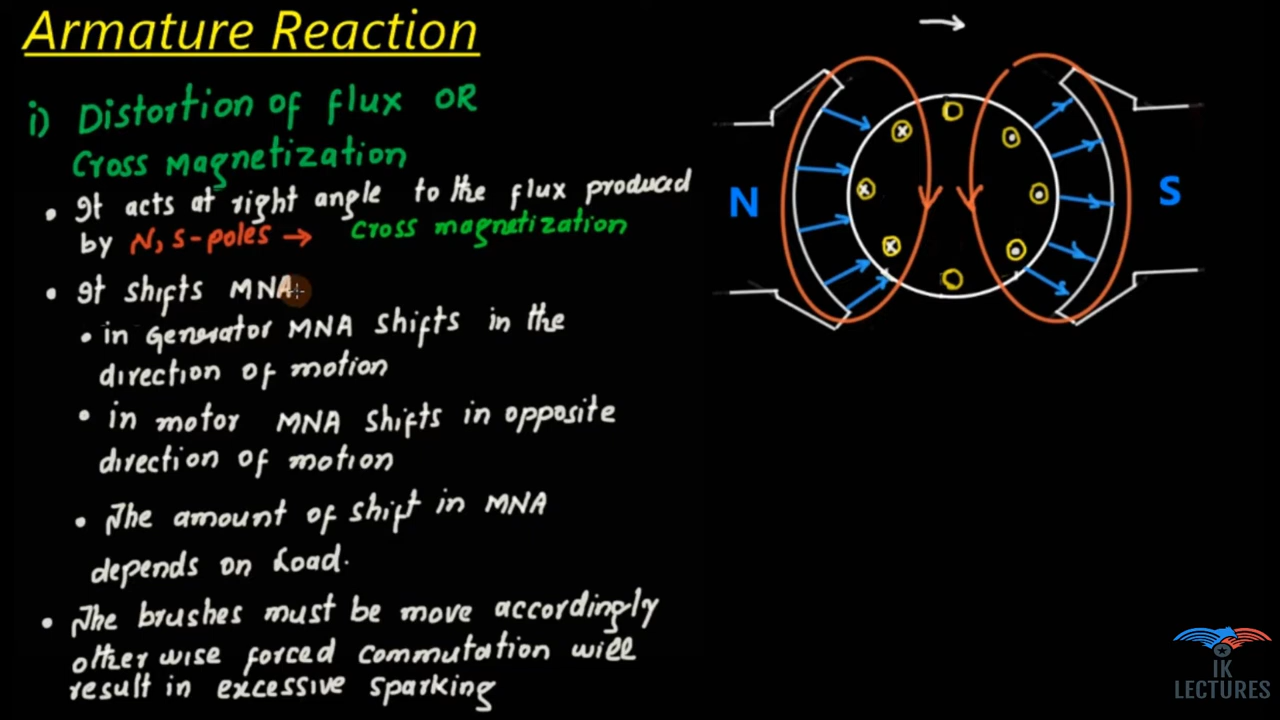 Armature Reaction
i) Distortion of flux OR
Cross Magnetization
• It acts at right angle to the flux produced
by N, S-poles → Cross magnetization
• It shifts MNA
• in Generator MNA shifts in the
direction of motion
• in motor MNA shifts in opposite
direction of motion
• The amount of shift in MNA
depends on Load.
• The brushes must be move accordingly
otherwise forced commutation will
result in excessive sparking
N
S
IK
LECTURES